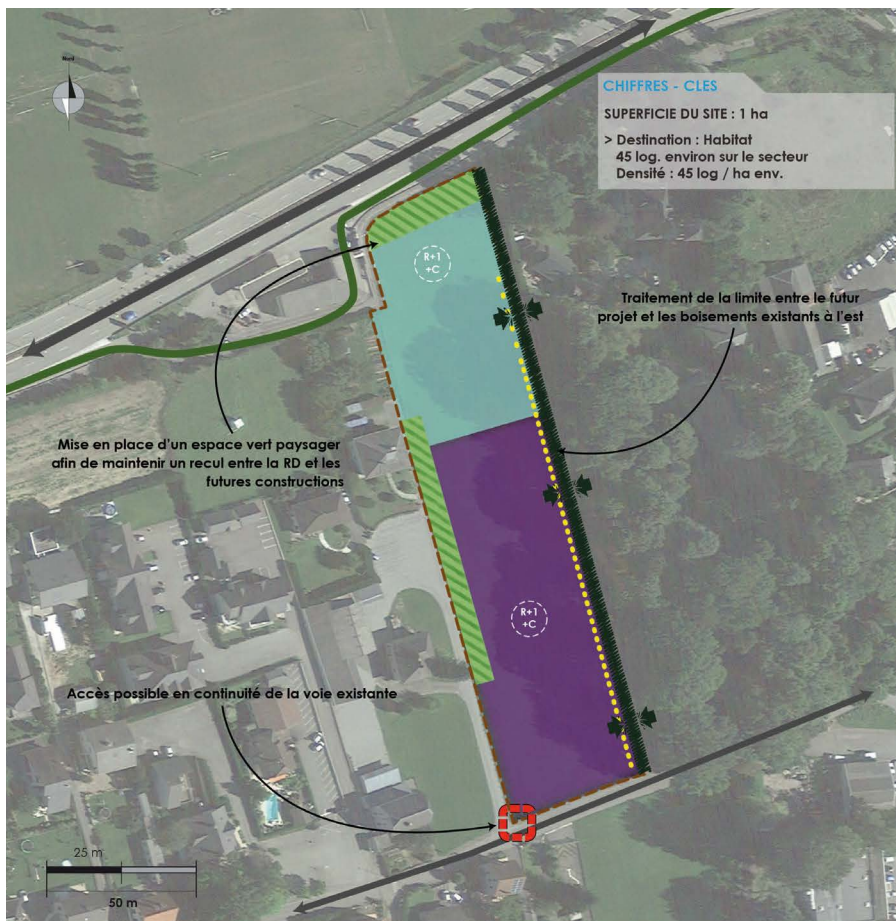 Nord
CHIFFRES - CLES
SUPERFICIE DU SITE : 1 ha
> Destination : Habitat
45 log. environ sur le secteur
Densité : 45 log / ha env.
R+1
+C
Traitement de la limite entre le futur
projet et les boisements existants à l'est
Mise en place d'un espace vert paysager
afin de maintenir un recul entre la RD et les
futures constructions
R+1
+C
Accès possible en continuité de la voie existante
25 m
50 m